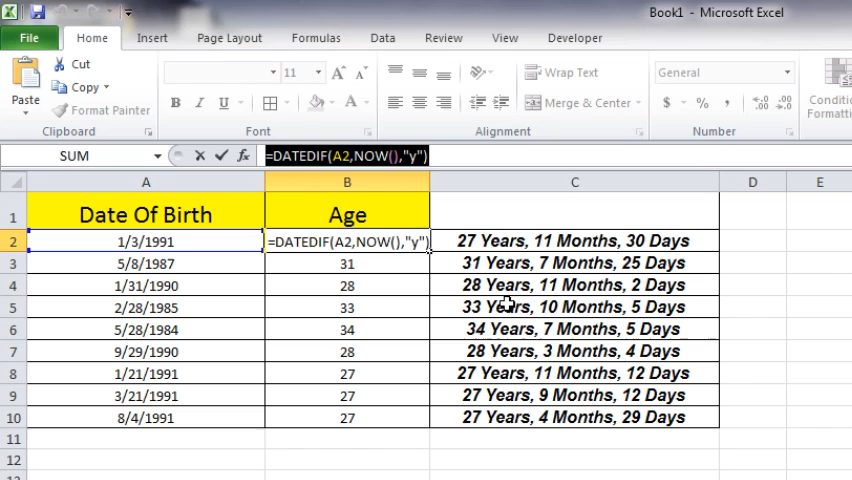 Book1 - Microsoft Excel
File Home Insert Page Layout Formulas Data Review View Developer
Paste
Cut
Copy
Format Painter
Clipboard
11 A A
B I U A
Font
Wrap Text
Merge & Center
Alignment
General
$ % , .0 .00 .00 .0
Number
Conditio
Formattin
SUM fx =DATEDIF(A2,NOW(),"y")
A B C D E
1 Date Of Birth Age
2 1/3/1991 =DATEDIF(A2,NOW(),"y") 27 Years, 11 Months, 30 Days
3 5/8/1987 31 31 Years, 7 Months, 25 Days
4 1/31/1990 28 28 Years, 11 Months, 2 Days
5 2/28/1985 33 33 Years, 10 Months, 5 Days
6 5/28/1984 34 34 Years, 7 Months, 5 Days
7 9/29/1990 28 28 Years, 3 Months, 4 Days
8 1/21/1991 27 27 Years, 11 Months, 12 Days
9 3/21/1991 27 27 Years, 9 Months, 12 Days
10 8/4/1991 27 27 Years, 4 Months, 29 Days
11
12